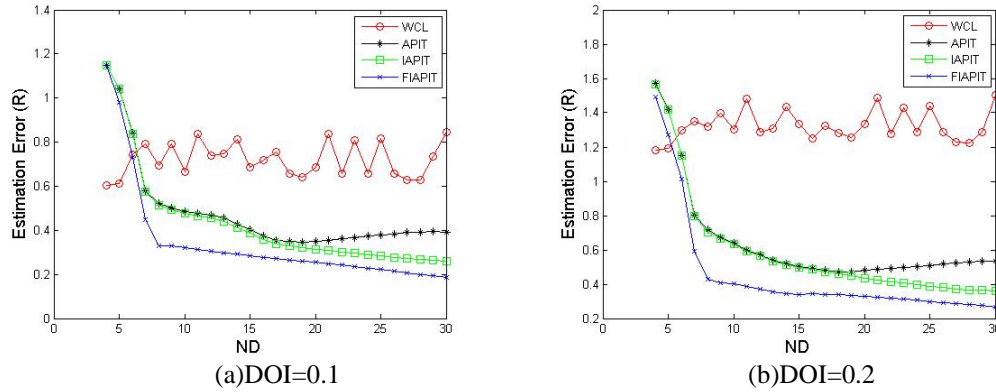 1.4
1.2
1
0.8
0.6
0.4
0.2
0
0
5
10
15
20
25
30
Estimation Error (R)
ND
WCL
APIT
IAPIT
FIAPIT
(a)DOI=0.1
2
1.8
1.6
1.4
1.2
1
0.8
0.6
0.4
0.2
0
5
10
15
20
25
30
Estimation Error (R)
ND
WCL
APIT
IAPIT
FIAPIT
(b)DOI=0.2